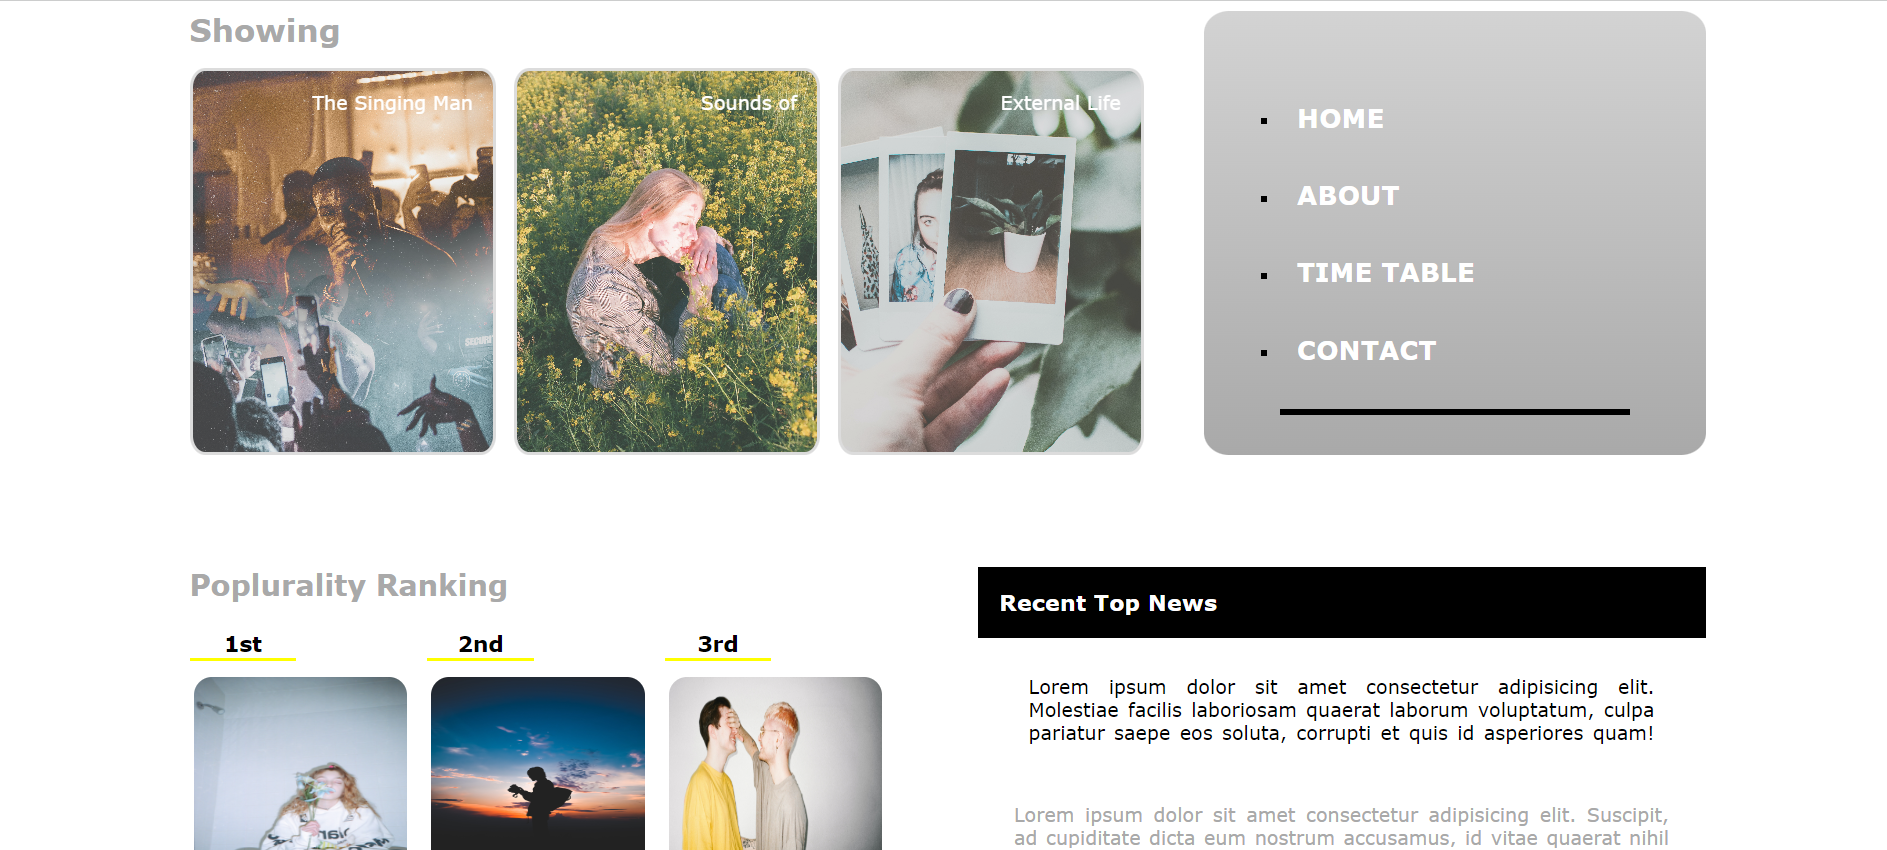 Showing
The Singing Man
Sounds of
External Life
SECURIT
HOME
ABOUT
TIME TABLE
CONTACT
Poplurality Ranking
1st
2nd
3rd
Recent Top News
Lorem ipsum dolor sit amet consectetur adipisicing elit.
Molestiae facilis laboriosam quaerat laborum voluptatum, culpa
pariatur saepe eos soluta, corrupti et quis id asperiores quam!
Lorem ipsum dolor sit amet consectetur adipisicing elit. Suscipit,
ad cupiditate dicta eum nostrum accusamus, id vitae quaerat nihil